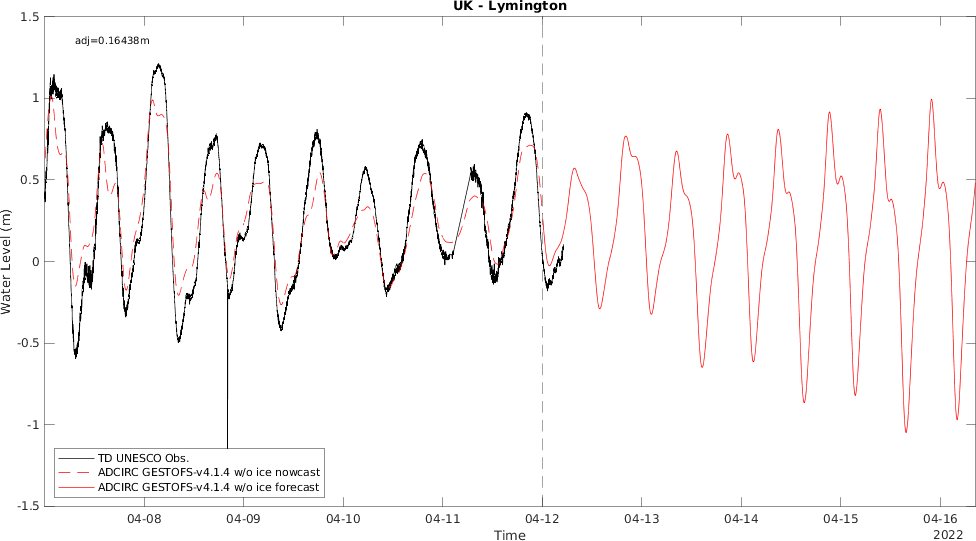 UK - Lymington
adj=0.16438m
1.5
1
0.5
0
-0.5
-1
-1.5
Water Level (m)
TD UNESCO Obs.
ADCIRC GESTOFS-v4.1.4 w/o ice nowcast
ADCIRC GESTOFS-v4.1.4 w/o ice forecast
04-08 04-09 04-10 04-11 04-12 04-13 04-14 04-15 04-16
Time
2022